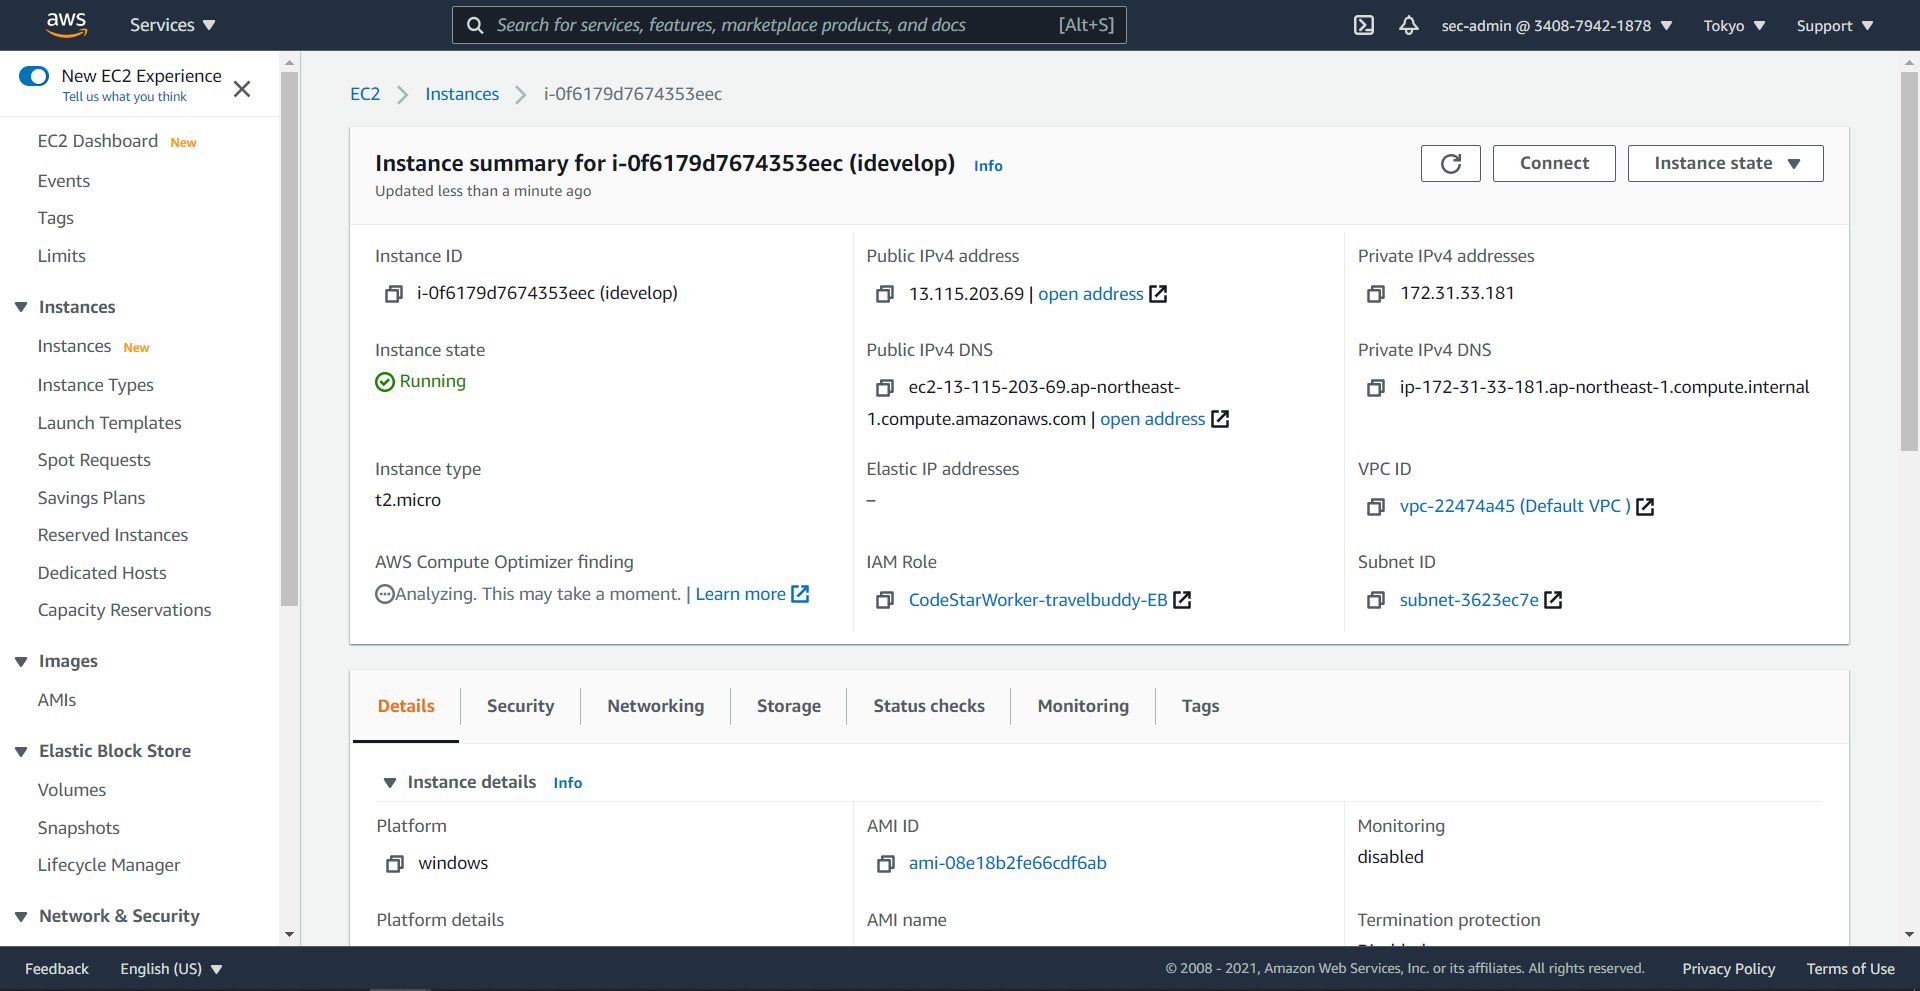 aws
Services
Search for services, features, marketplace products, and docs [Alt+S]
sec-admin @ 3408-7942-1878
Tokyo
Support
New EC2 Experience
Tell us what you think
EC2 Dashboard New
Events
Tags
Limits
Instances
Instances New
Instance Types
Launch Templates
Spot Requests
Savings Plans
Reserved Instances
Dedicated Hosts
Capacity Reservations
Images
AMIs
Elastic Block Store
Volumes
Snapshots
Lifecycle Manager
Network & Security
EC2 Instances i-0f6179d7674353eec
Instance summary for i-0f6179d7674353eec (idevelop) Info
Updated less than a minute ago
Connect
Instance state
Instance ID
i-0f6179d7674353eec (idevelop)
Public IPv4 address
13.115.203.69 | open address
Private IPv4 addresses
172.31.33.181
Instance state
Running
Public IPv4 DNS
ec2-13-115-203-69.ap-northeast-
1.compute.amazonaws.com | open address
Private IPv4 DNS
ip-172-31-33-181.ap-northeast-1.compute.internal
Instance type
t2.micro
Elastic IP addresses
–
VPC ID
vpc-22474a45 (Default VPC )
AWS Compute Optimizer finding
Analyzing. This may take a moment. | Learn more
IAM Role
CodeStarWorker-travelbuddy-EB
Subnet ID
subnet-3623ec7e
Details
Security
Networking
Storage
Status checks
Monitoring
Tags
Instance details Info
Platform
windows
AMI ID
ami-08e18b2fe66cdf6ab
Monitoring
disabled
Platform details
AMI name
Termination protection
Feedback
English (US)
© 2008 - 2021, Amazon Web Services, Inc. or its affiliates. All rights reserved.
Privacy Policy
Terms of Use